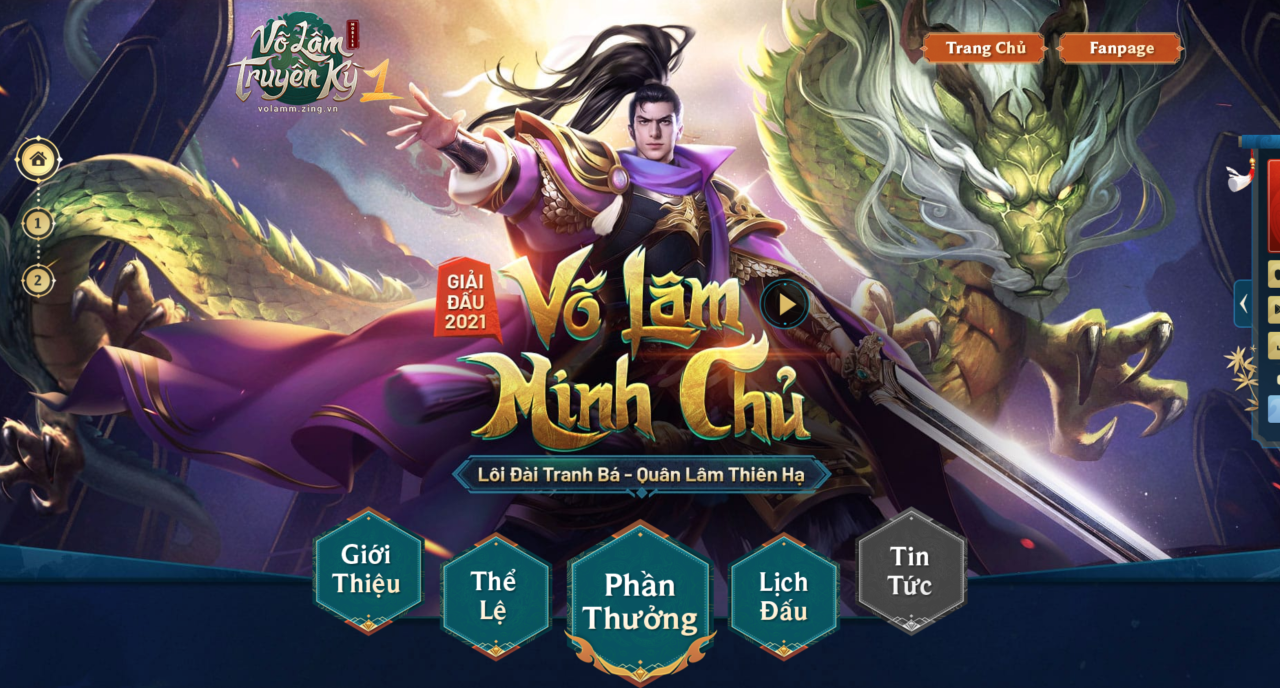 Võ Lâm
MOBILE
Truyền Kỳ 1
volamm.zing.vn
Trang Chủ
Fanpage
1
2
GIẢI
ĐẤU
2021
Võ Lâm
Minh Chủ
Lôi Đài Tranh Bá - Quân Lâm Thiên Hạ
Giới
Thiệu
Thể
Lệ
Phần
Thưởng
Lịch
Đấu
Tin
Tức